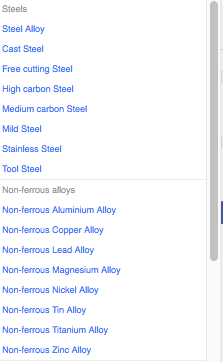 Steels
Steel Alloy
Cast Steel
Free cutting Steel
High carbon Steel
Medium carbon Steel
Mild Steel
Stainless Steel
Tool Steel
Non-ferrous alloys
Non-ferrous Aluminium Alloy
Non-ferrous Copper Alloy
Non-ferrous Lead Alloy
Non-ferrous Magnesium Alloy
Non-ferrous Nickel Alloy
Non-ferrous Tin Alloy
Non-ferrous Titanium Alloy
Non-ferrous Zinc Alloy